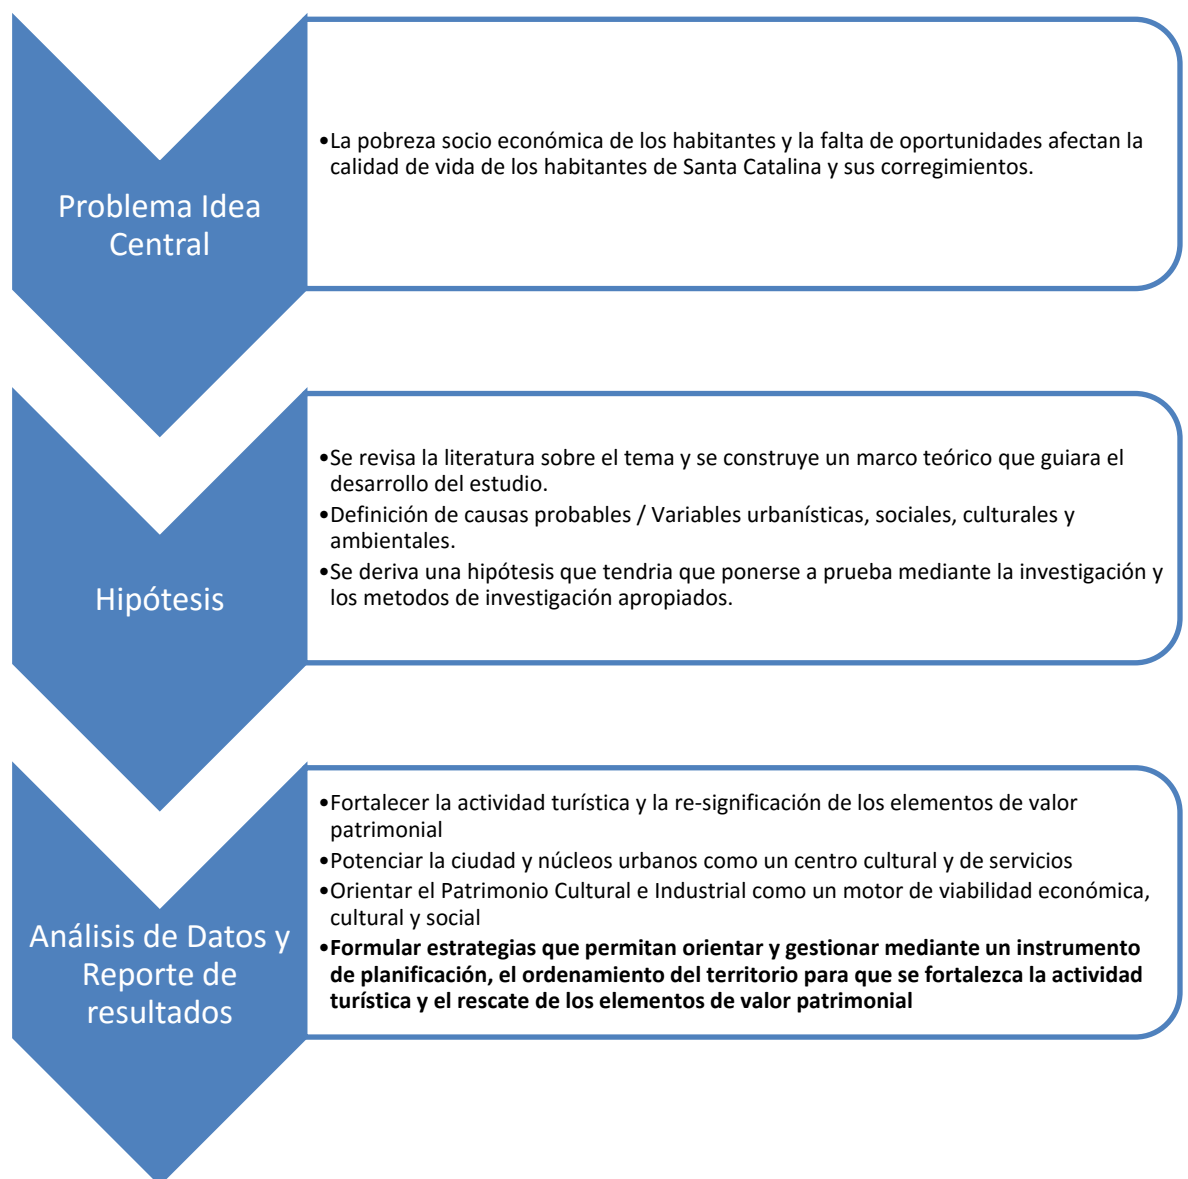 Problema Idea
Central
•La pobreza socio económica de los habitantes y la falta de oportunidades afectan la
calidad de vida de los habitantes de Santa Catalina y sus corregimientos.
Hipótesis
•Se revisa la literatura sobre el tema y se construye un marco teórico que guiara el
desarrollo del estudio.
•Definición de causas probables / Variables urbanísticas, sociales, culturales y
ambientales.
•Se deriva una hipótesis que tendria que ponerse a prueba mediante la investigación y
los metodos de investigación apropiados.
Análisis de Datos y
Reporte de
resultados
•Fortalecer la actividad turística y la re-significación de los elementos de valor
patrimonial
•Potenciar la ciudad y núcleos urbanos como un centro cultural y de servicios
•Orientar el Patrimonio Cultural e Industrial como un motor de viabilidad económica,
cultural y social
•Formular estrategias que permitan orientar y gestionar mediante un instrumento
de planificación, el ordenamiento del territorio para que se fortalezca la actividad
turística y el rescate de los elementos de valor patrimonial